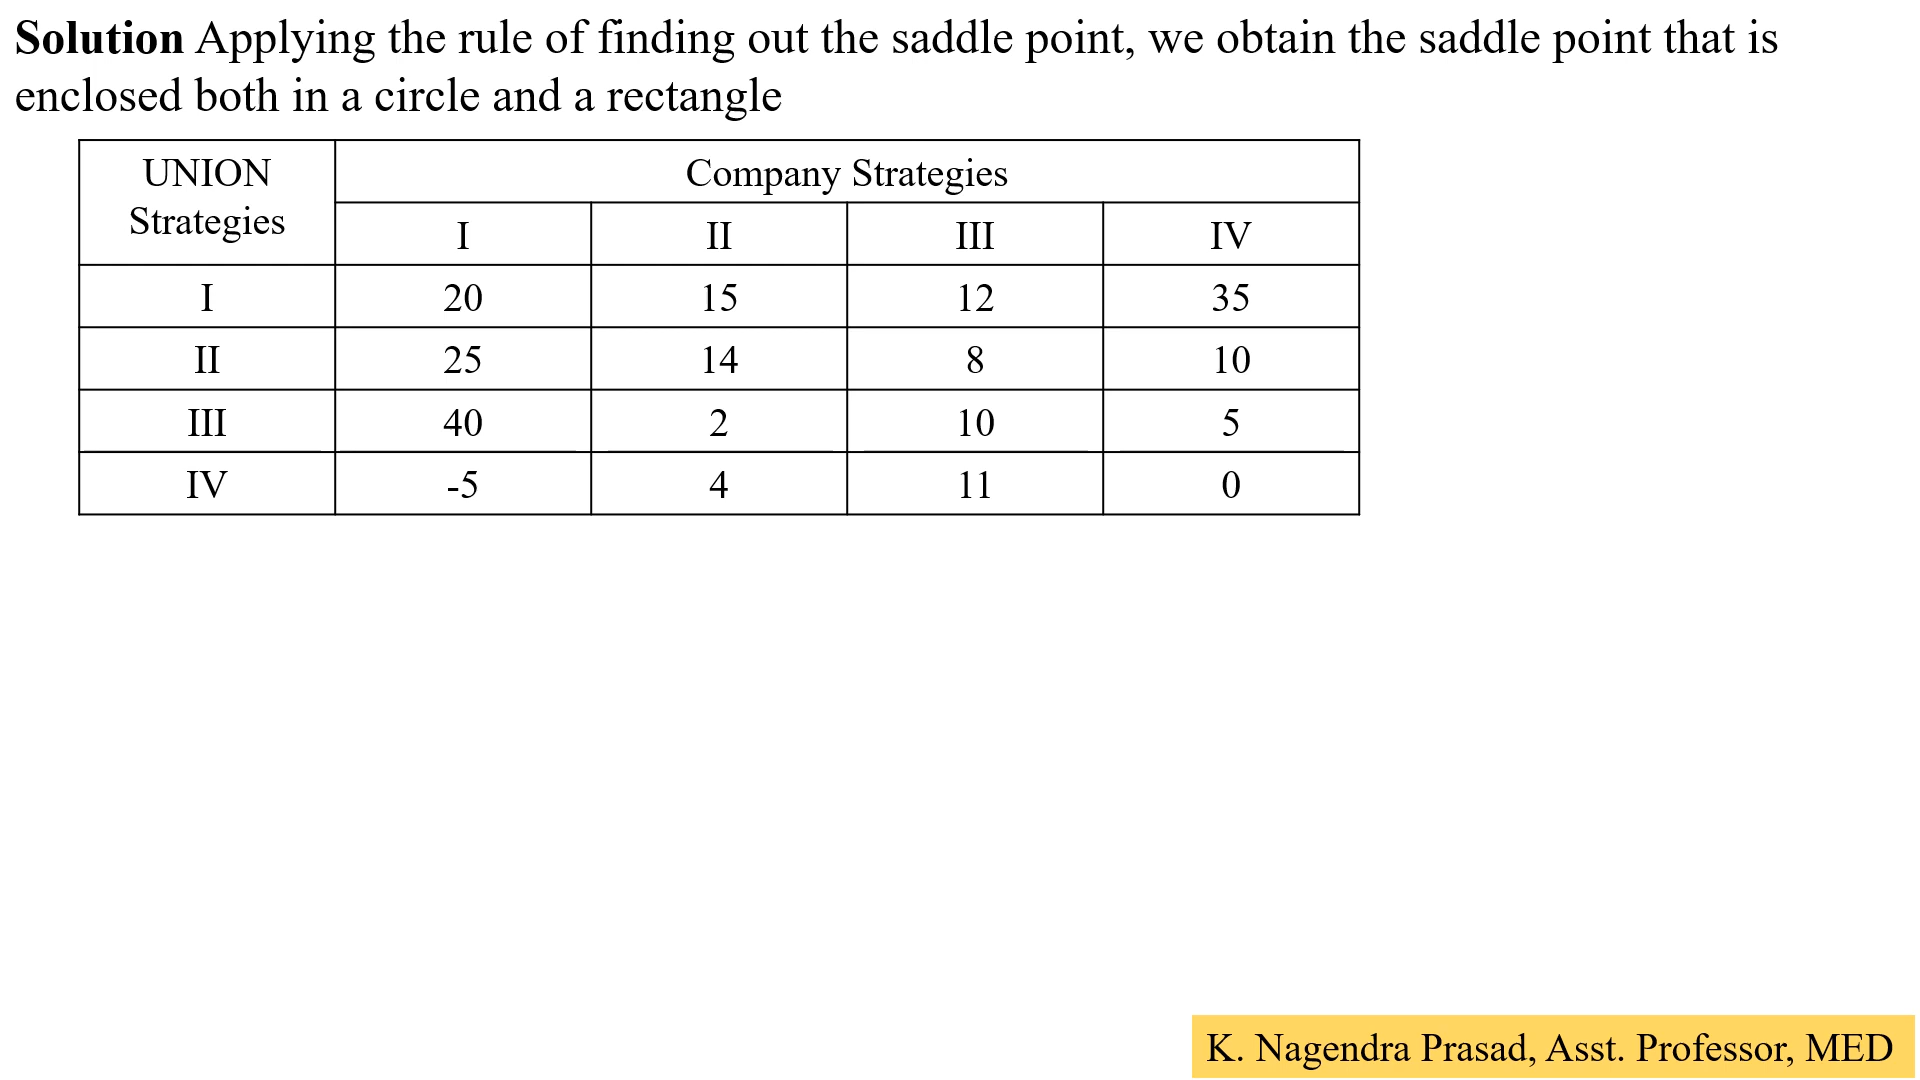 Solution Applying the rule of finding out the saddle point, we obtain the saddle point that is
enclosed both in a circle and a rectangle
UNION Strategies Company Strategies
I II III IV
I 20 15 12 35
II 25 14 8 10
III 40 2 10 5
IV -5 4 11 0
K. Nagendra Prasad, Asst. Professor, MED